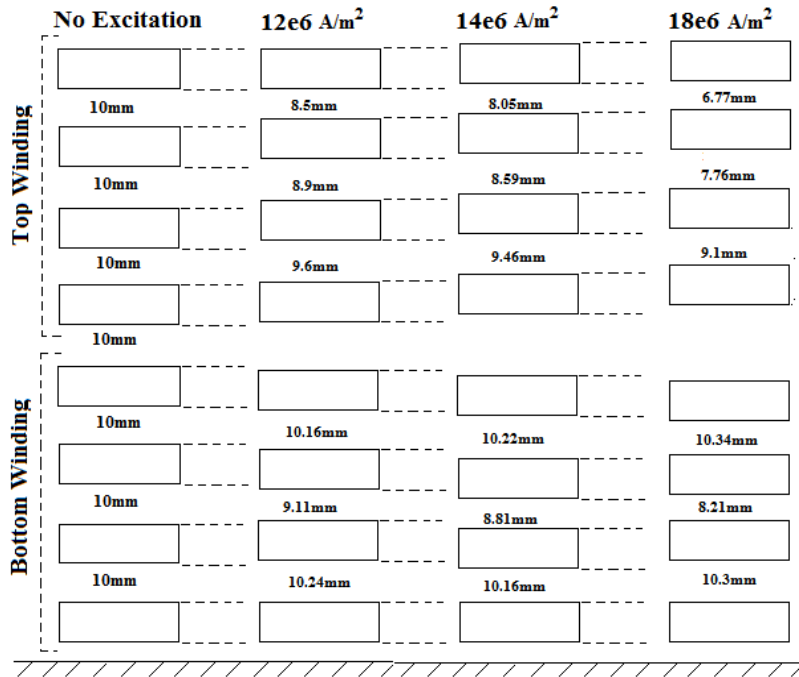 No Excitation 12e6 A/m² 14e6 A/m² 18e6 A/m²
Top Winding
10mm 8.5mm 8.05mm 6.77mm
10mm 8.9mm 8.59mm 7.76mm
10mm 9.6mm 9.46mm 9.1mm
10mm
Bottom Winding
10mm 10.16mm 10.22mm 10.34mm
10mm 9.11mm 8.81mm 8.21mm
10mm 10.24mm 10.16mm 10.3mm